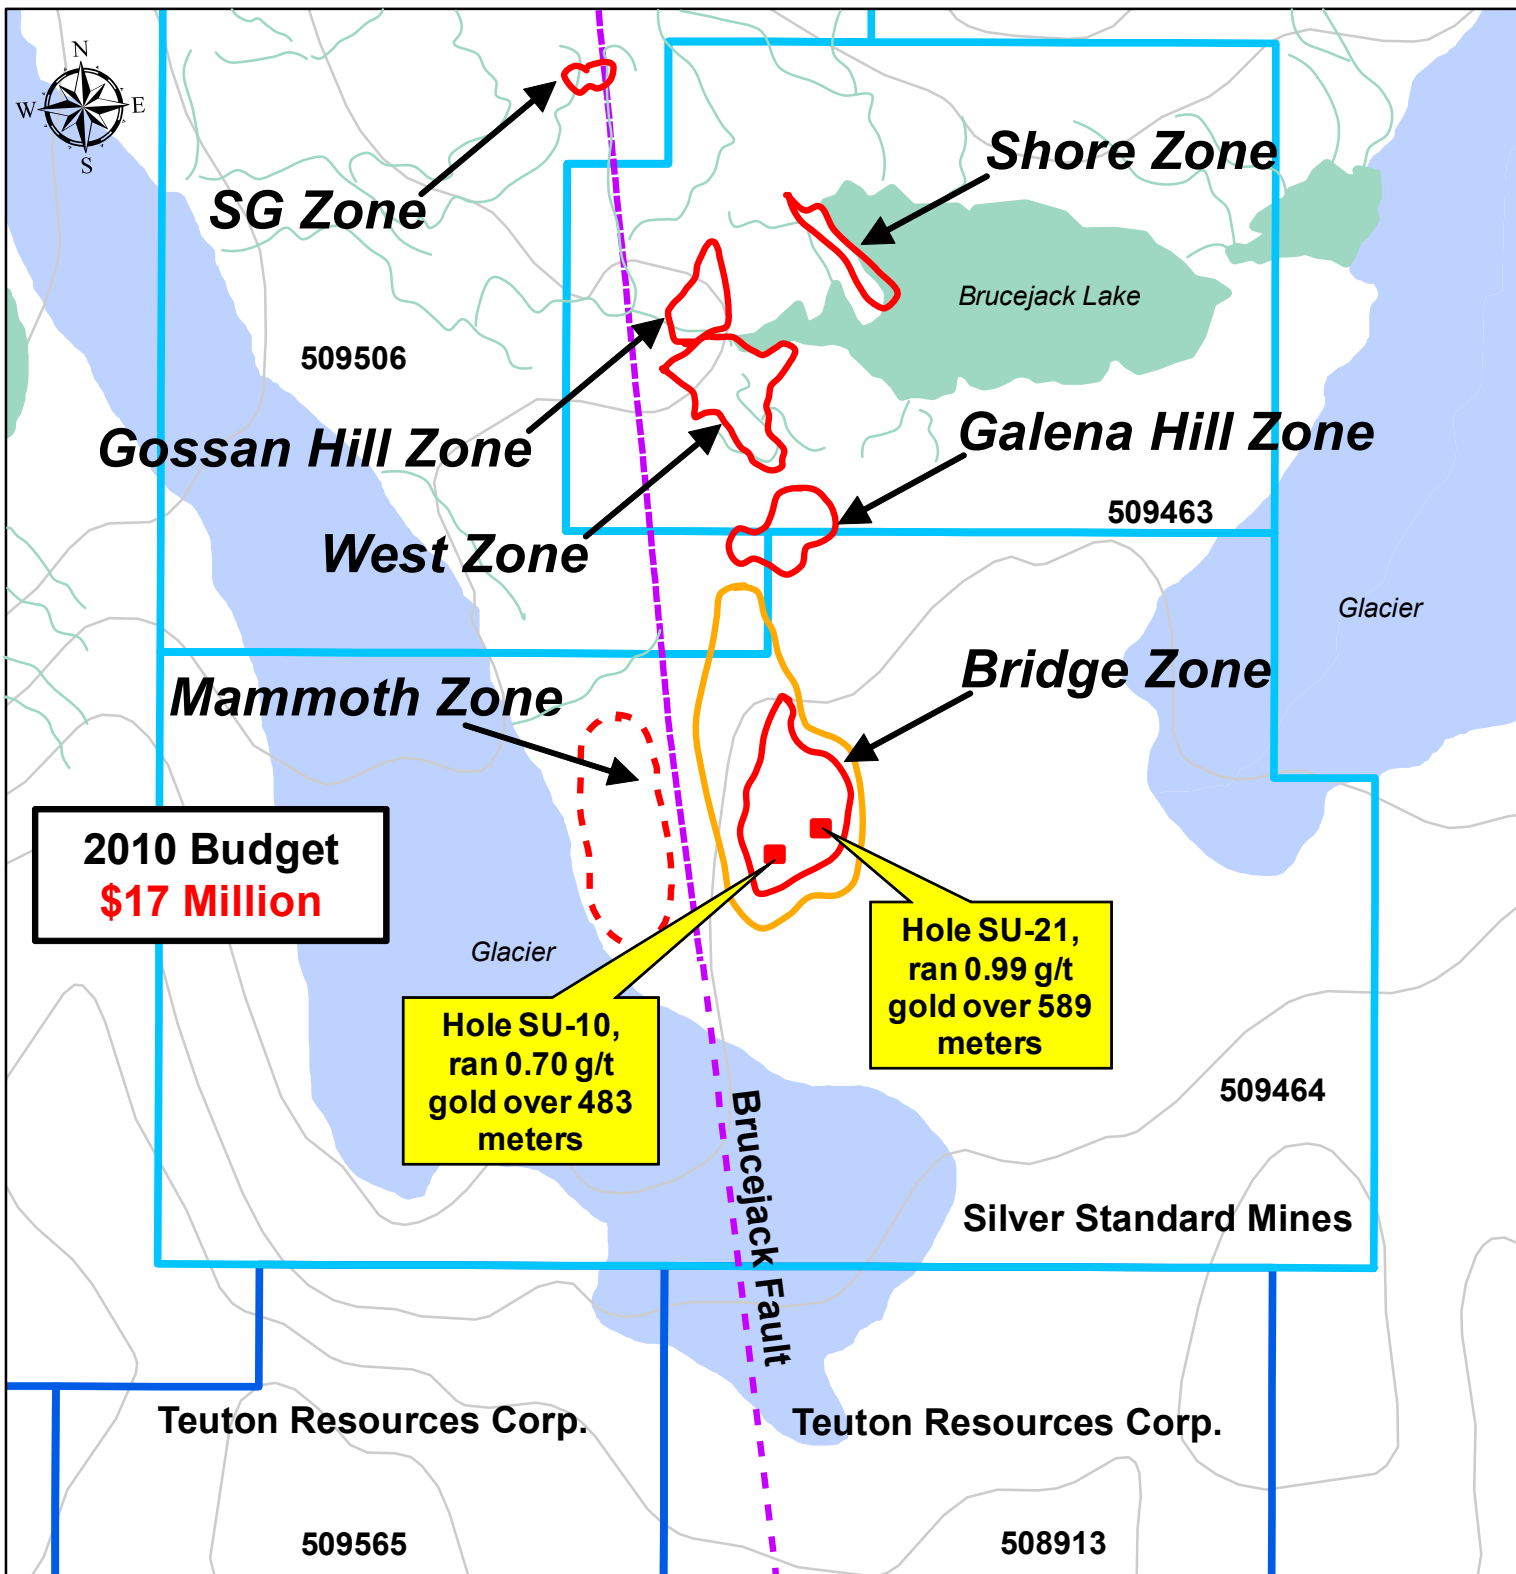 N
W
E
S
Shore Zone
SG Zone
Brucejack Lake
509506
Gossan Hill Zone
Galena Hill Zone
509463
West Zone
Glacier
Bridge Zone
Mammoth Zone
2010 Budget
$17 Million
Glacier
Hole SU-21,
ran 0.99 g/t
gold over 589
meters
Hole SU-10,
ran 0.70 g/t
gold over 483
meters
509464
Brucejack Fault
Silver Standard Mines
Teuton Resources Corp.
Teuton Resources Corp.
509565
508913